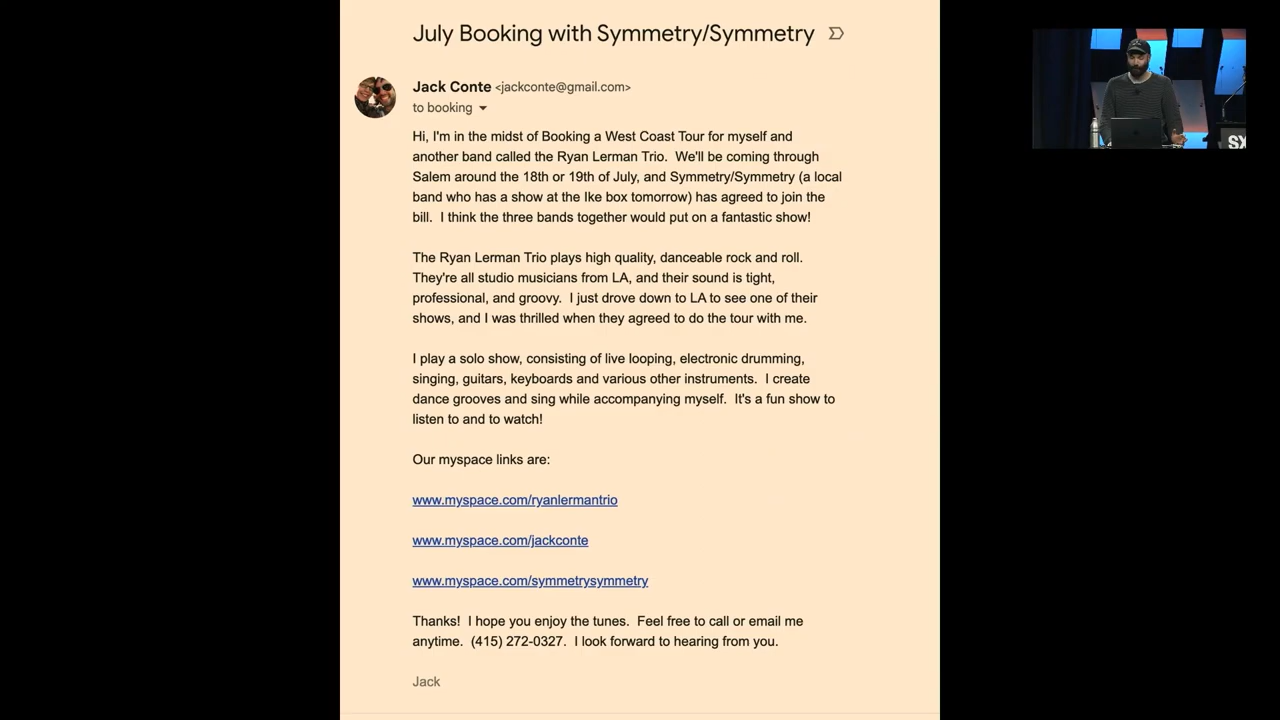 July Booking with Symmetry/Symmetry
Jack Conte <jackconte@gmail.com>
to booking
Hi, I'm in the midst of Booking a West Coast Tour for myself and
another band called the Ryan Lerman Trio.  We'll be coming through
Salem around the 18th or 19th of July, and Symmetry/Symmetry (a local
band who has a show at the Ike box tomorrow) has agreed to join the
bill.  I think the three bands together would put on a fantastic show!
The Ryan Lerman Trio plays high quality, danceable rock and roll.
They're all studio musicians from LA, and their sound is tight,
professional, and groovy.  I just drove down to LA to see one of their
shows, and I was thrilled when they agreed to do the tour with me.
I play a solo show, consisting of live looping, electronic drumming,
singing, guitars, keyboards and various other instruments.  I create
dance grooves and sing while accompanying myself.  It's a fun show to
listen to and to watch!
Our myspace links are:
www.myspace.com/ryanlermantrio
www.myspace.com/jackconte
www.myspace.com/symmetrysymmetry
Thanks!  I hope you enjoy the tunes.  Feel free to call or email me
anytime.  (415) 272-0327.  I look forward to hearing from you.
Jack
SX